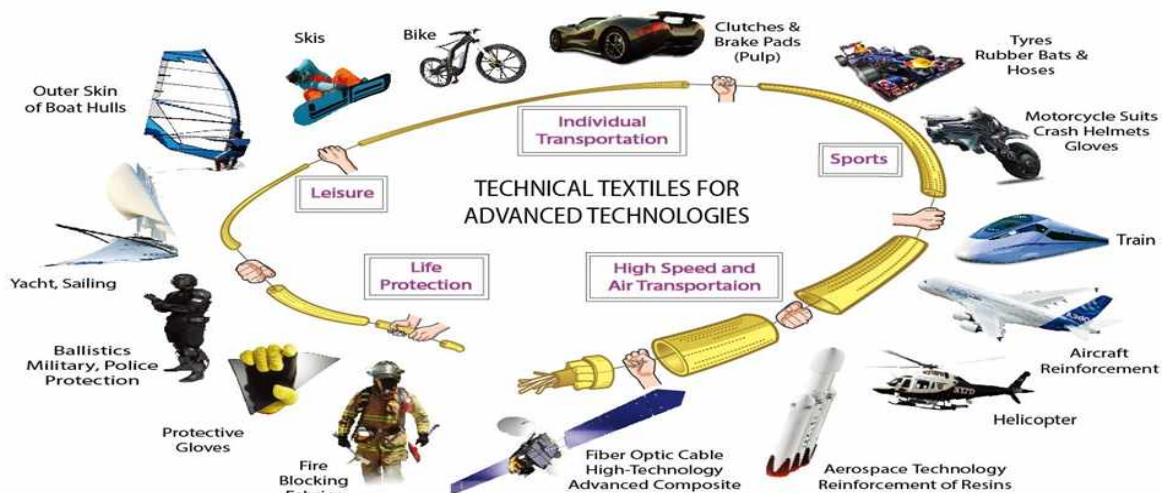 Skis
Bike
Clutches &
Brake Pads
(Pulp)
Tyres
Rubber Bats &
Hoses
Outer Skin
of Boat Hulls
Motorcycle Suits
Crash Helmets
Gloves
Individual
Transportation
Sports
Leisure
TECHNICAL TEXTILES FOR
ADVANCED TECHNOLOGIES
Train
Yacht, Sailing
Life
Protection
High Speed and
Air Transportaion
Ballistics
Military, Police
Protection
Aircraft
Reinforcement
Helicopter
Protective
Gloves
Fire
Blocking
Fiber Optic Cable
High-Technology
Advanced Composite
Aerospace Technology
Reinforcement of Resins